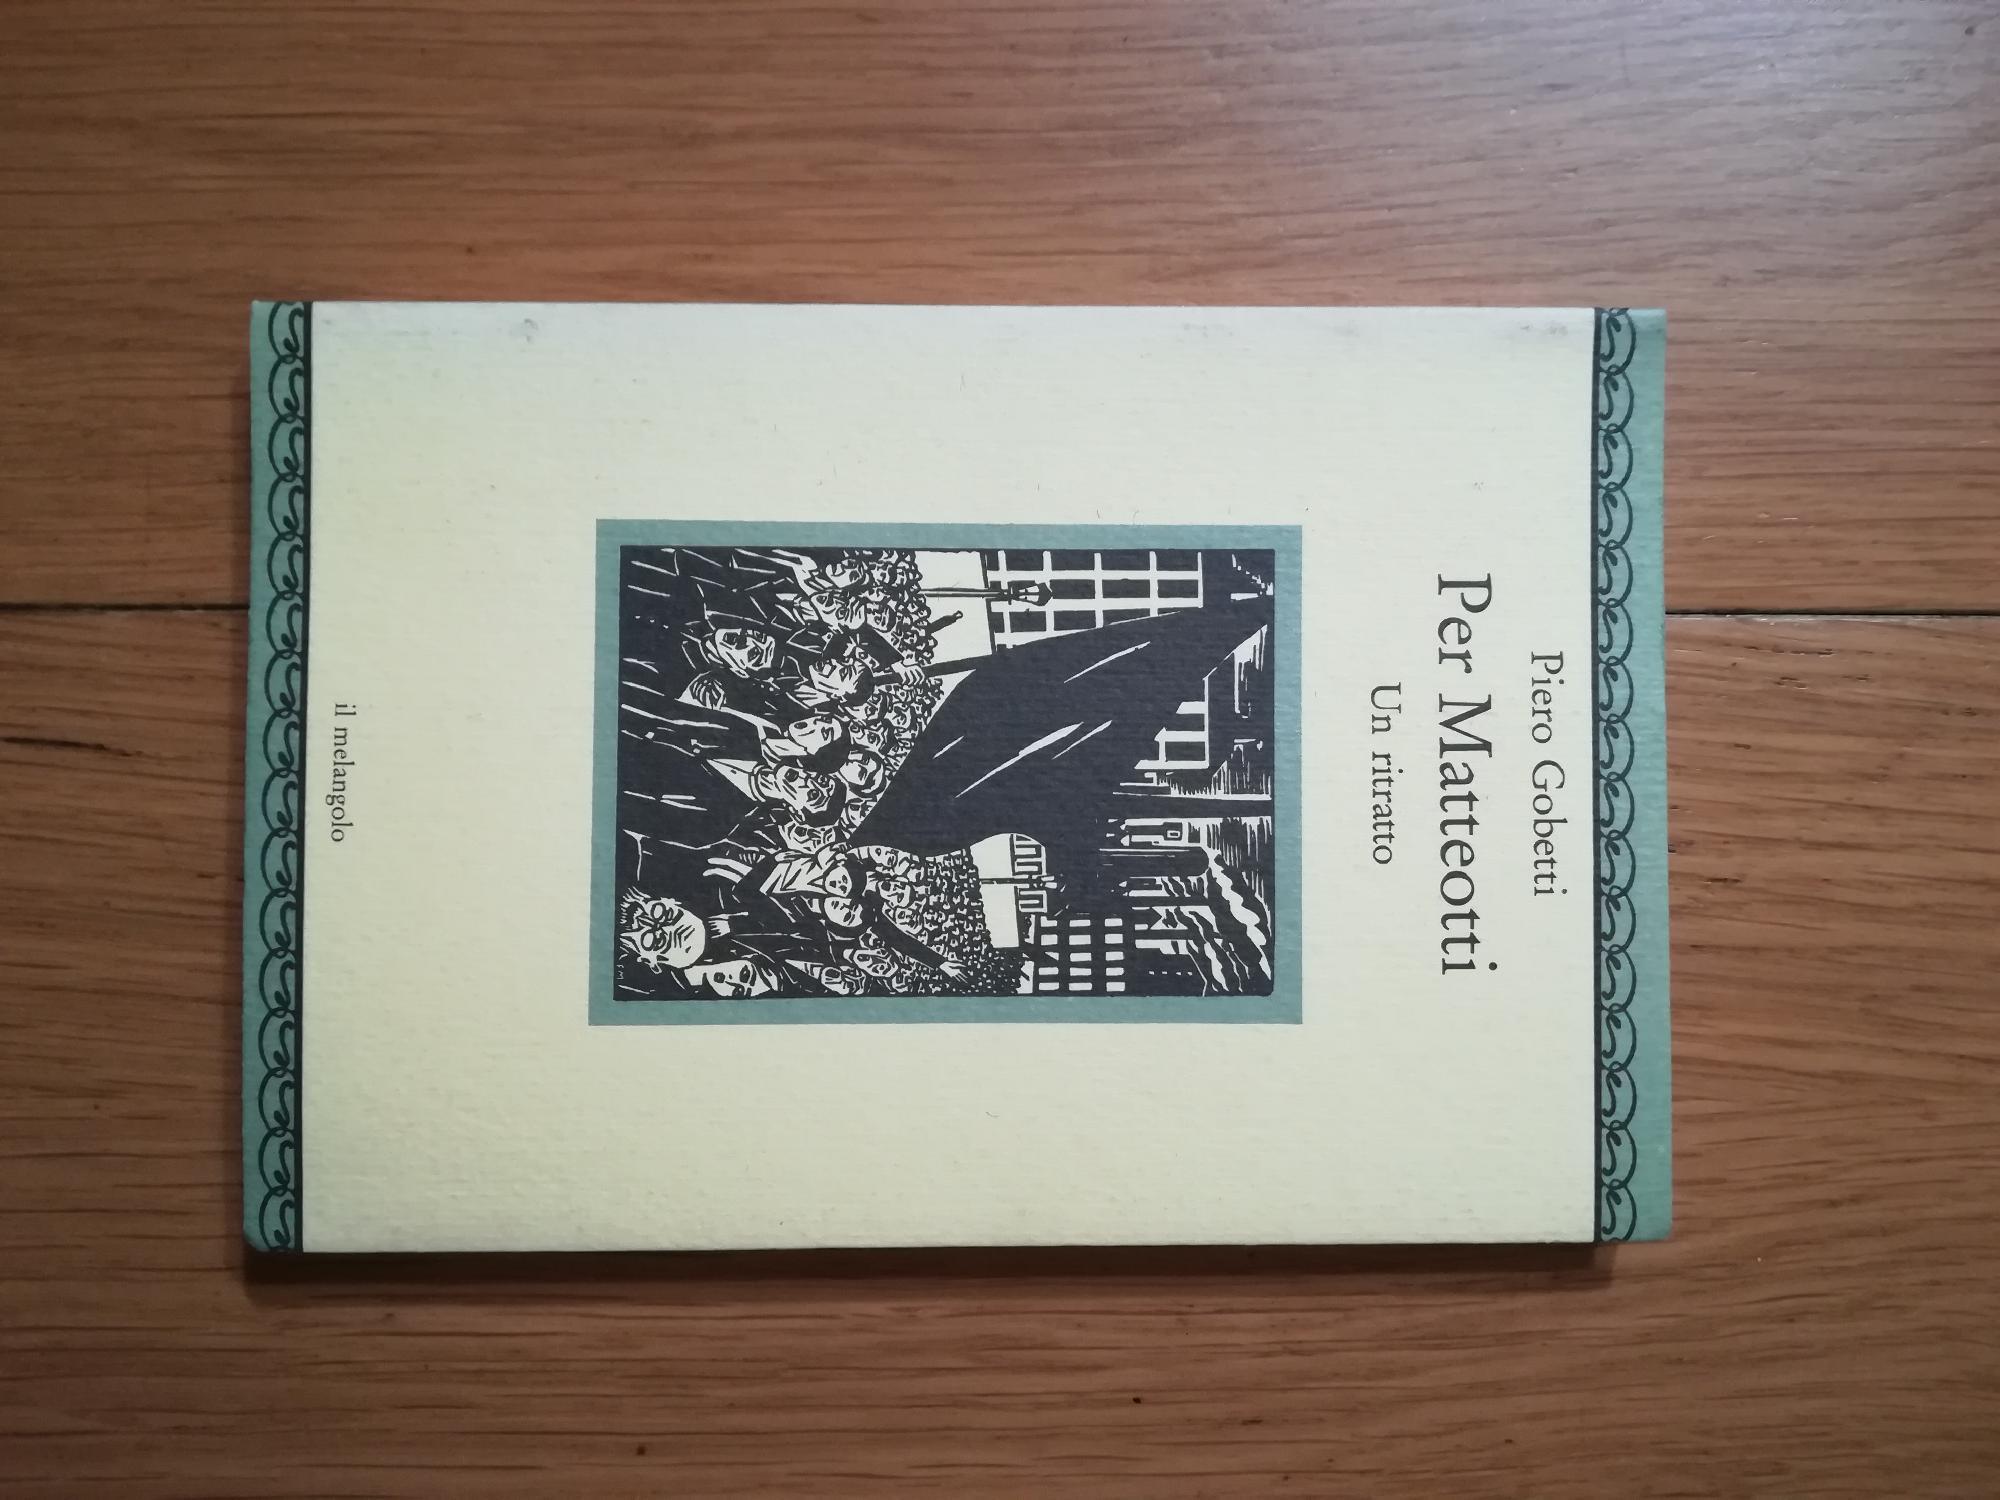 Piero Gobetti
Per Matteotti
Un ritratto
il melangolo